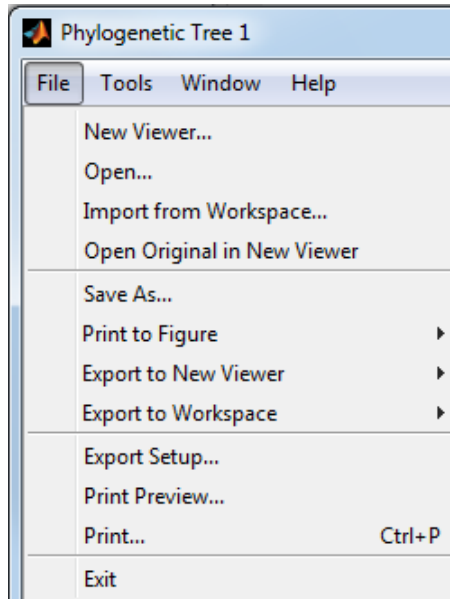 Phylogenetic Tree 1
File Tools Window Help
New Viewer...
Open...
Import from Workspace...
Open Original in New Viewer
Save As...
Print to Figure
Export to New Viewer
Export to Workspace
Export Setup...
Print Preview...
Print... Ctrl+P
Exit